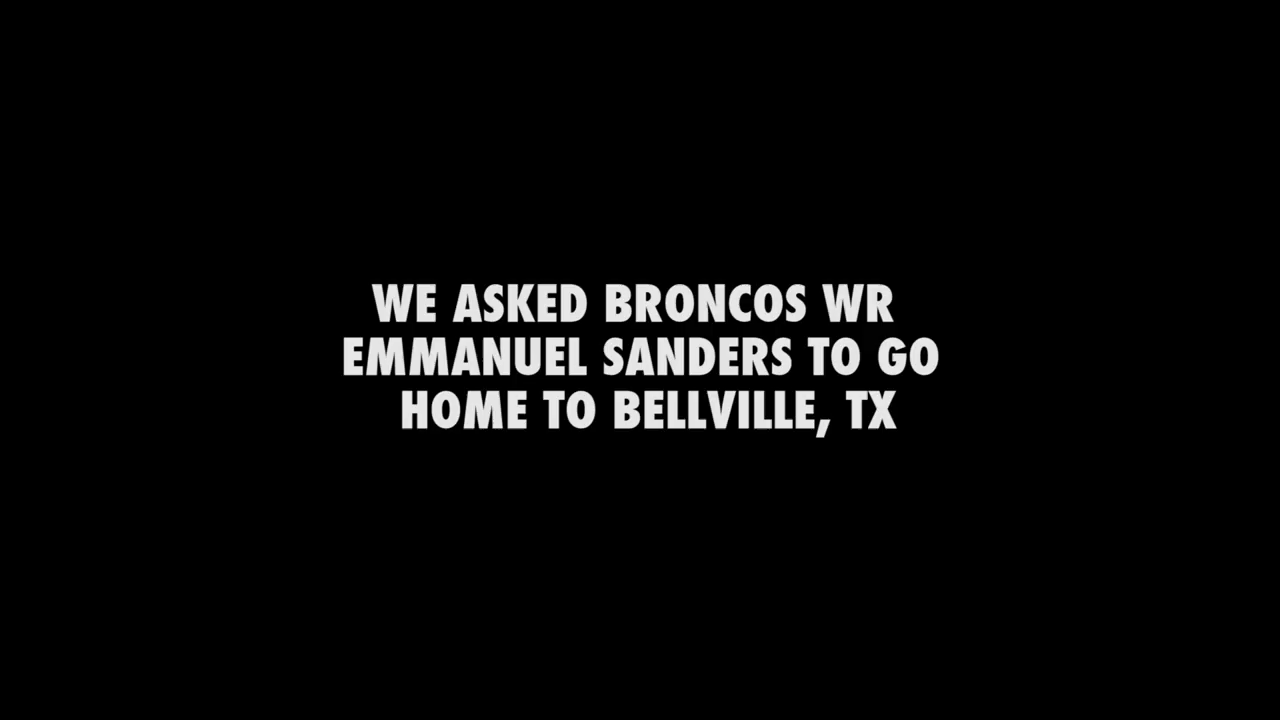 WE ASKED BRONCOS WR
EMMANUEL SANDERS TO GO
HOME TO BELLVILLE, TX